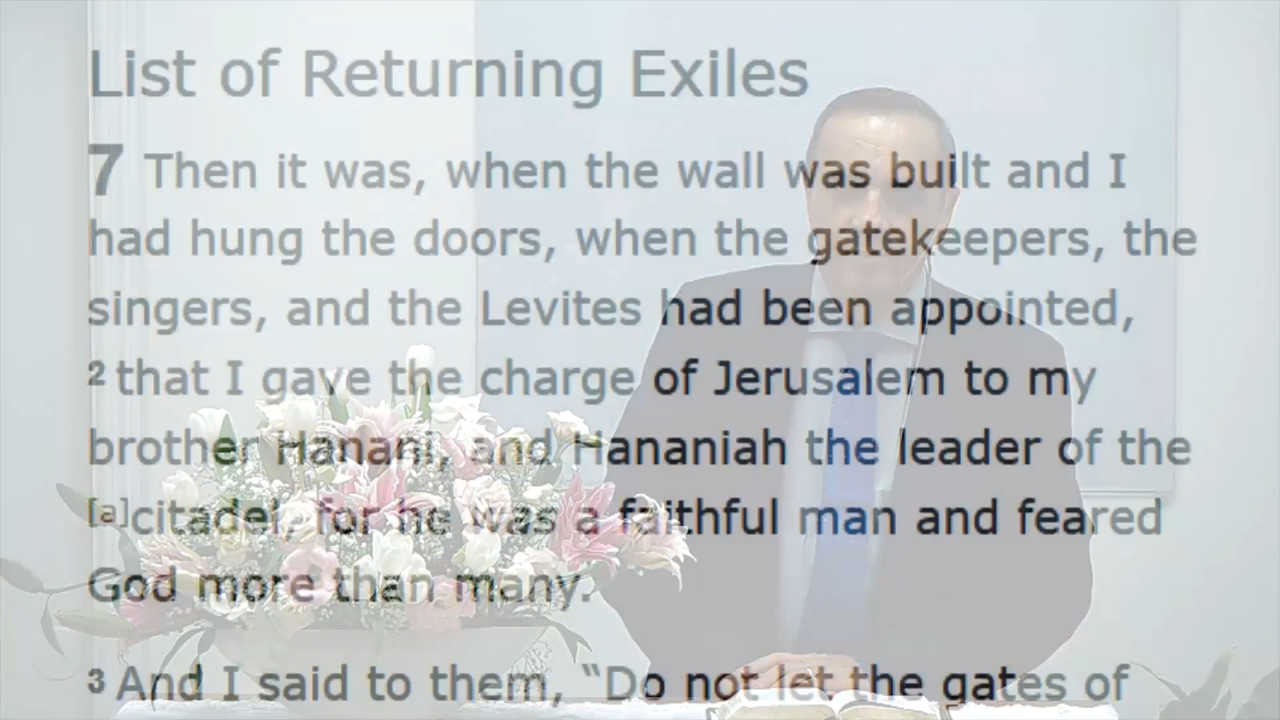 List of Returning Exiles
7 Then it was, when the wall was built and I
had hung the doors, when the gatekeepers, the
singers, and the Levites had been appointed,
2 that I gave the charge of Jerusalem to my
brother Hanani, and Hananiah the leader of the
[a]citadel, for he was a faithful man and feared
God more than many.
3 And I said to them, “Do not let the gates of